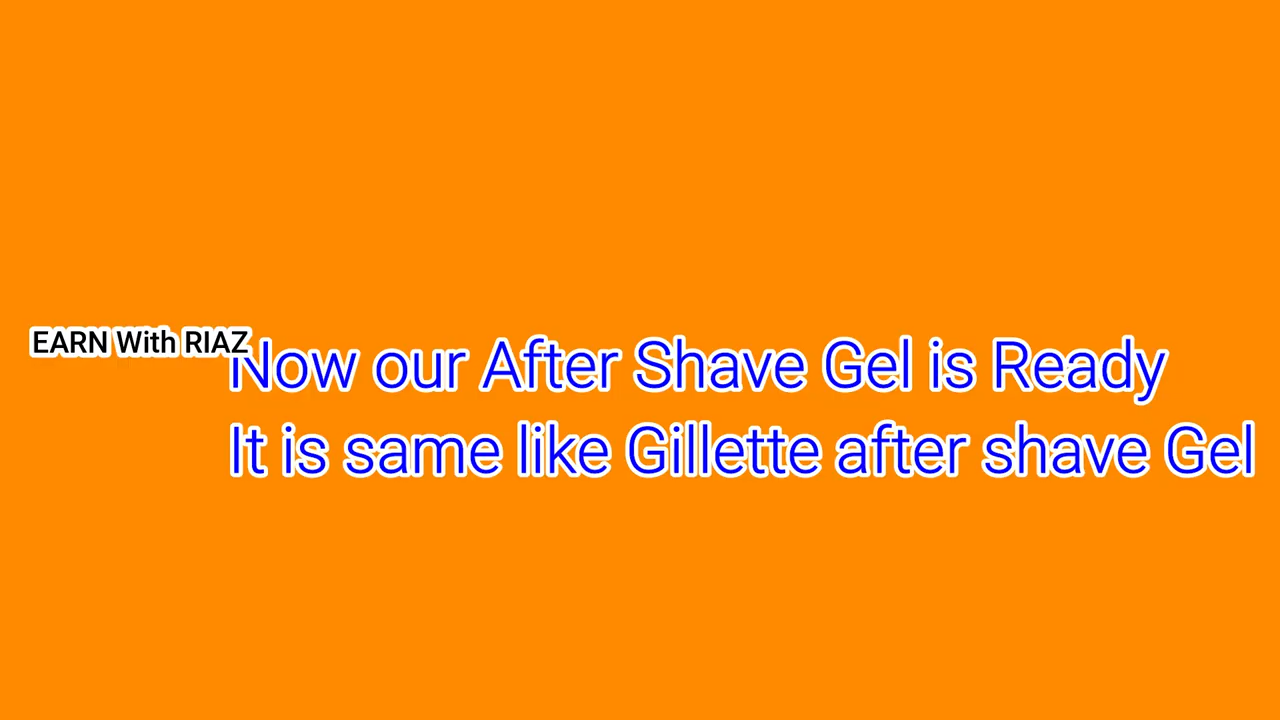 EARN With RIAZ
Now our After Shave Gel is Ready
It is same like Gillette after shave Gel